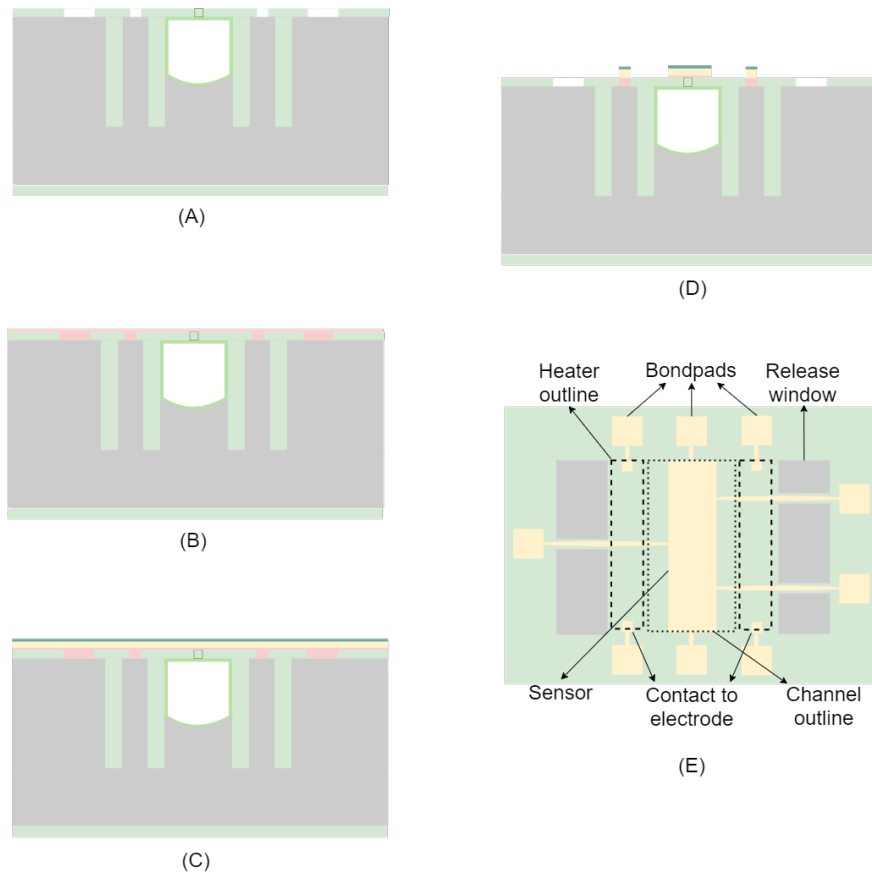 (A)
(B)
(C)
(D)
Heater
outline
Bondpads
Release
window
Sensor
Contact to
electrode
Channel
outline
(E)